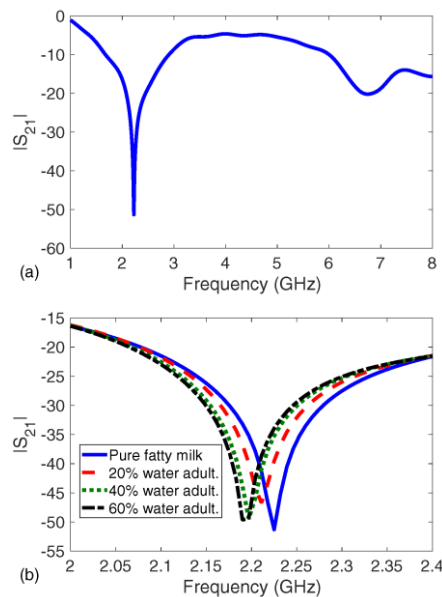 0
-10
-20
-30
-40
-50
-60
|S21|
1 2 3 4 5 6 7 8
(a)
Frequency (GHz)
-15
-20
-25
-30
-35
-40
-45
-50
-55
|S21|
Pure fatty milk
20% water adult.
40% water adult.
60% water adult.
2 2.05 2.1 2.15 2.2 2.25 2.3 2.35 2.4
(b)
Frequency (GHz)